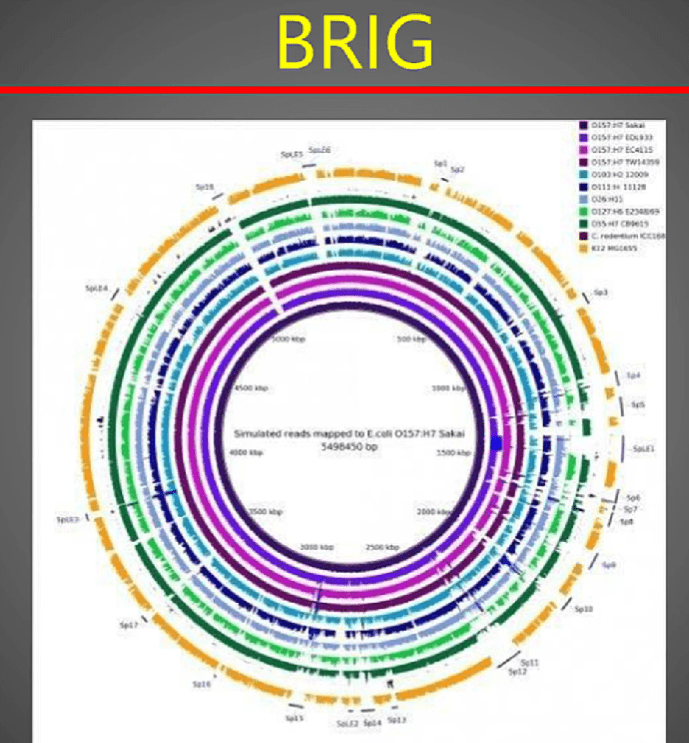 BRIG
O157:H7 Sakai
O157:H7 EDL933
O157:H7 EC4115
O157:H7 TW14359
O103:H2 12009
O111:H- 11128
O26:H11
O127:H6 E2348/69
O55:H7 CB9615
C. rodentium ICC168
K12 MG1655
SpLE5
SpLE6
Sp1
Sp2
Sp18
SpLE4
Sp3
Sp4
Sp5
SpLE1
Sp6
Sp7
Sp8
Sp9
Sp10
Sp11
Sp12
Sp13
Sp14
SpLE2
Sp15
Sp16
Sp17
SpLE3
5000 kbp
500 kbp
4500 kbp
1000 kbp
Simulated reads mapped to E.coli O157:H7 Sakai
5498450 bp
4000 kbp
1500 kbp
3500 kbp
2000 kbp
3000 kbp
2500 kbp